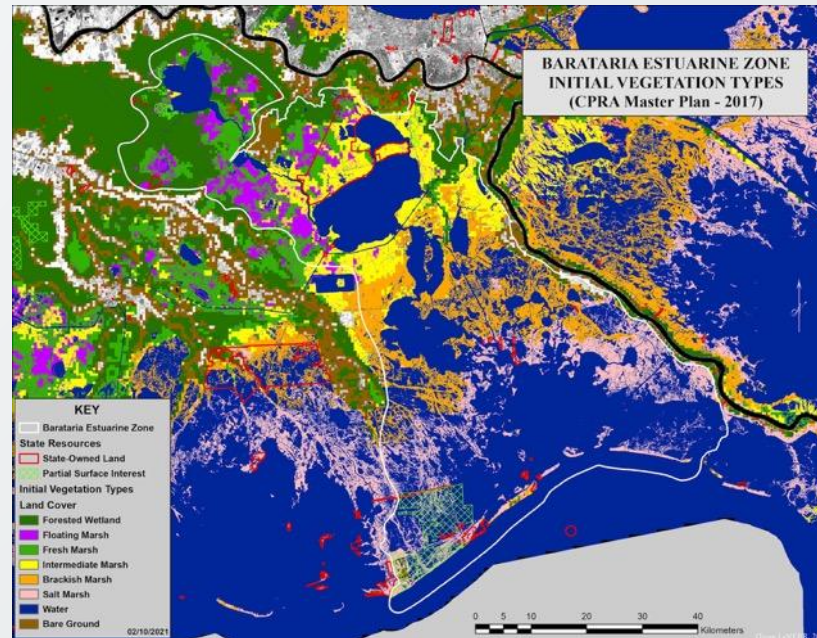 BARATARIA ESTUARINE ZONE
INITIAL VEGETATION TYPES
(CPRA Master Plan - 2017)
KEY
Barataria Estuarine Zone
State Resources
State-Owned Land
Partial Surface Interest
Initial Vegetation Types
Land Cover
Forested Wetland
Floating Marsh
Fresh Marsh
Intermediate Marsh
Brackish Marsh
Salt Marsh
Water
Bare Ground
02/10/2021
0 5 10 20 30 40
Kilometers